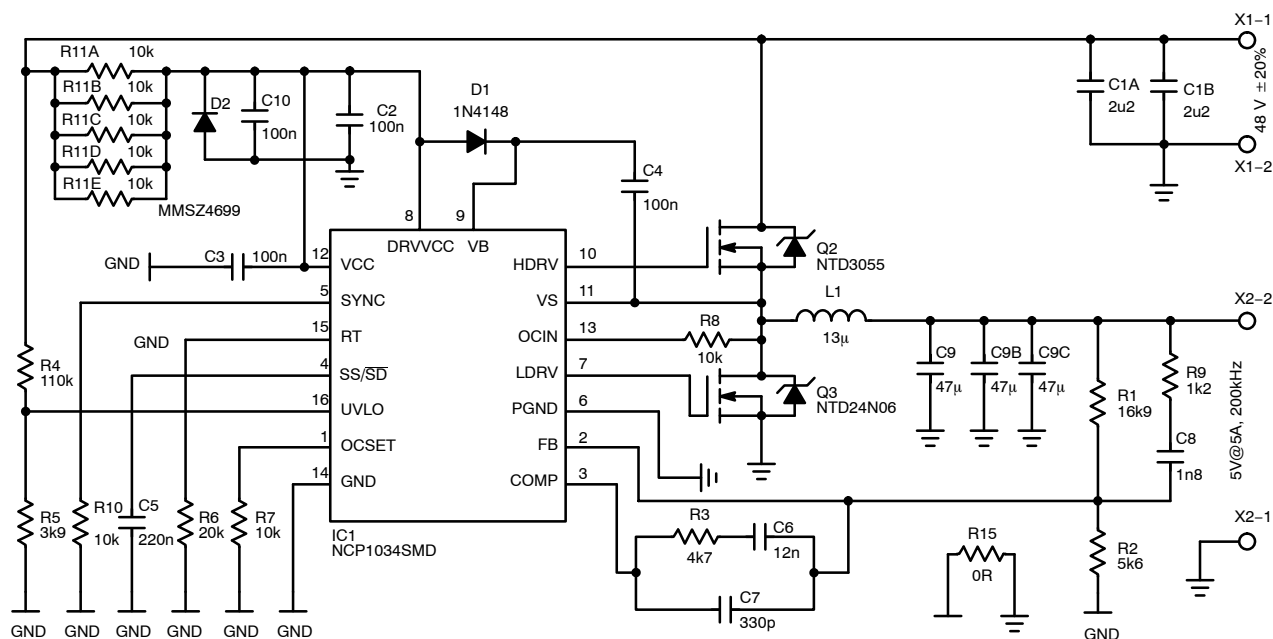 X1-1
R11A 10k
R11B 10k
R11C 10k
R11D 10k
R11E 10k
MMSZ4699
D2
C10
100n
C2
100n
D1
1N4148
C4
100n
C1A
2u2
C1B
2u2
48 V ±20%
X1-2
8
9
DRVVCC
VB
GND
C3
100n
12
VCC
5
SYNC
15
RT
GND
4
SS/SD
16
UVLO
1
OCSET
14
GND
HDRV
10
VS
11
OCIN
13
LDRV
7
PGND
6
FB
2
COMP
3
IC1
NCP1034SMD
Q2
NTD3055
L1
13μ
R8
10k
Q3
NTD24N06
X2-2
C9
47μ
C9B
47μ
C9C
47μ
R1
16k9
R9
1k2
C8
1n8
5V@5A, 200kHz
R4
110k
R5
3k9
R10
10k
C5
220n
R6
20k
R7
10k
R3
4k7
C6
12n
C7
330p
R15
0R
R2
5k6
X2-1
GND
GND
GND
GND
GND
GND
GND